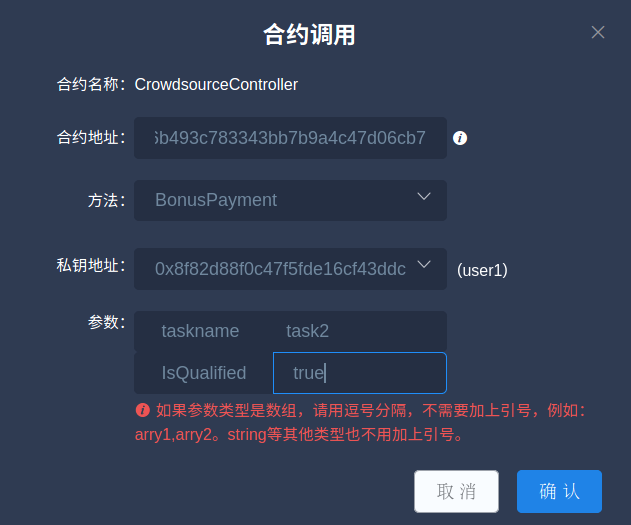 合约调用
合约名称：CrowdsourceController
合约地址：6b493c783343bb7b9a4c47d06cb7
方法：BonusPayment
私钥地址：0x8f82d88f0c47f5fde16cf43ddc (user1)
参数：taskname task2
IsQualified true
如果参数类型是数组，请用逗号分隔，不需要加上引号，例如：
arry1,arry2。string等其他类型也不用加上引号。
取消 确认